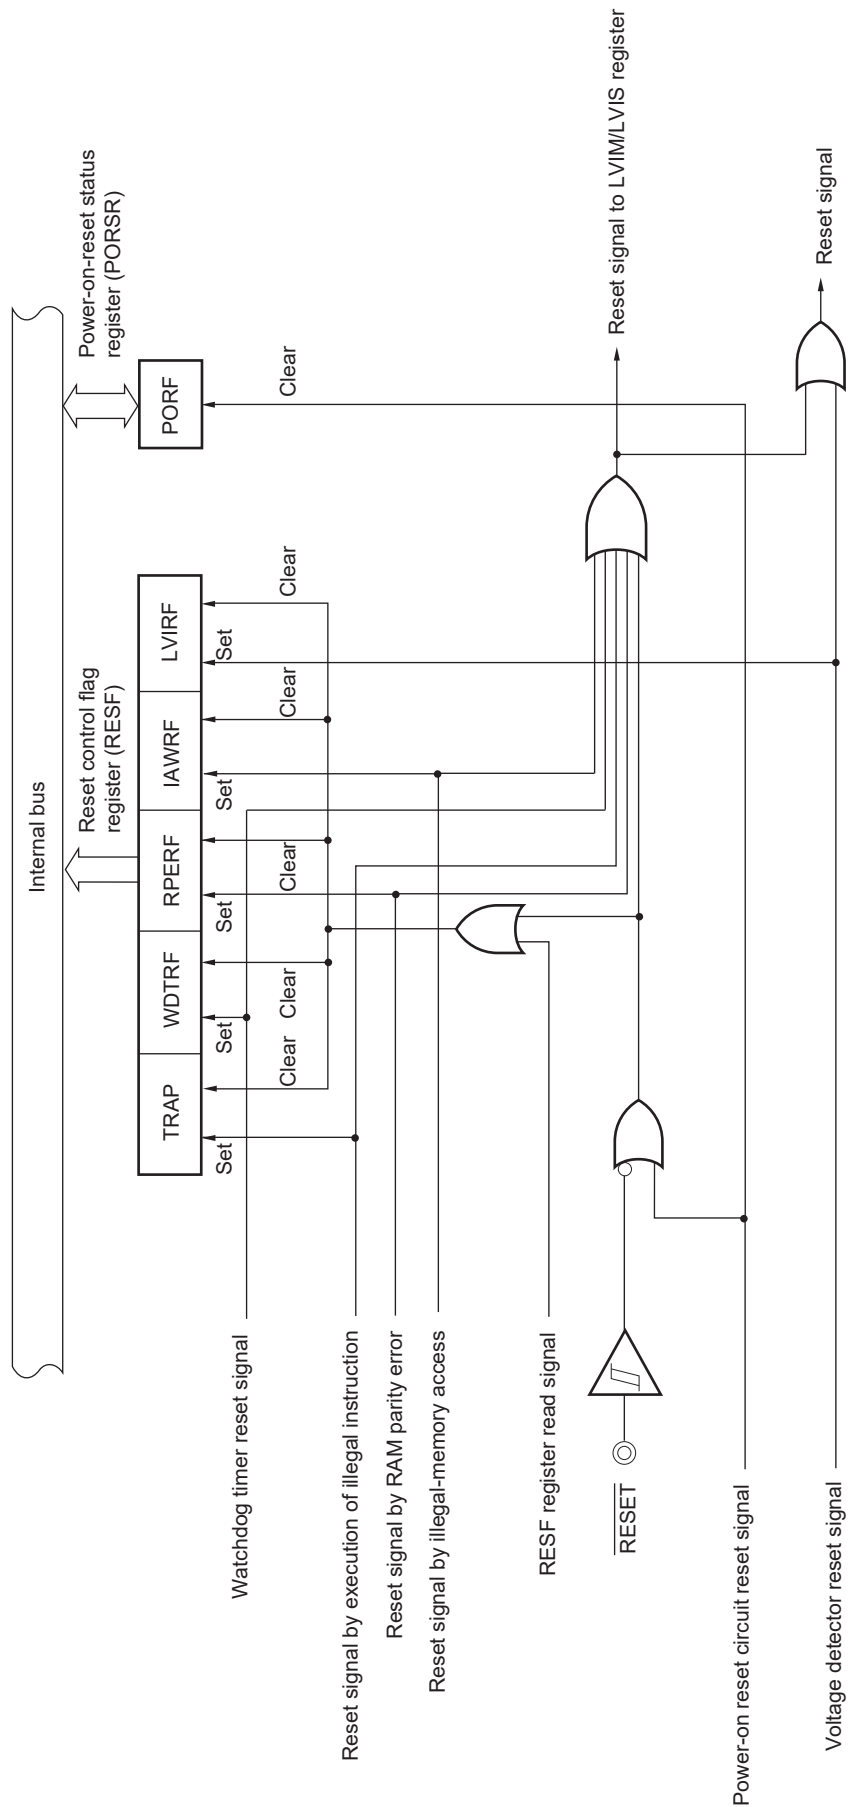 Internal bus
Reset control flag
register (RESF)
Power-on-reset status
register (PORSR)
TRAP
WDTRF
RPERF
IAWRF
LVIRF
PORF
Set
Set
Set
Set
Set
Clear
Clear
Clear
Clear
Clear
Clear
Watchdog timer reset signal
Reset signal by execution of illegal instruction
Reset signal by RAM parity error
Reset signal by illegal-memory access
RESF register read signal
RESET
Reset signal to LVIM/LVIS register
Power-on reset circuit reset signal
Voltage detector reset signal
Reset signal